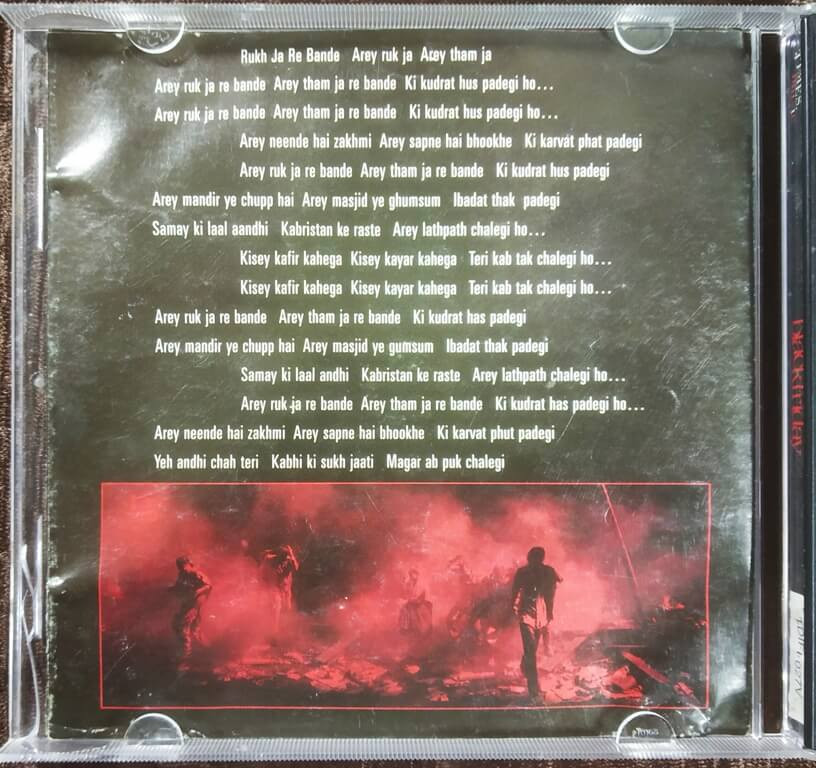 Rukh Ja Re Bande Arey ruk ja Arey tham ja
Arey ruk ja re bande Arey tham ja re bande Ki kudrat hus padegi ho...
Arey ruk ja re bande Arey tham ja re bande Ki kudrat hus padegi ho...
Arey neende hai zakhmi Arey sapne hai bhookhe Ki karvat phat padegi
Arey ruk ja re bande Arey tham ja re bande Ki kudrat hus padegi
Arey mandir ye chupp hai Arey masjid ye ghumsum Ibadat thak padegi
Samay ki laal aandhi Kabristan ke raste Arey lathpath chalegi ho...
Kisey kafir kahega Kisey kayar kahega Teri kab tak chalegi ho...
Kisey kafir kahega Kisey kayar kahega Teri kab tak chalegi ho...
Arey ruk ja re bande Arey tham ja re bande Ki kudrat has padegi
Arey mandir ye chupp hai Arey masjid ye gumsum Ibadat thak padegi
Samay ki laal andhi Kabristan ke raste Arey lathpath chalegi ho...
Arey ruk ja re bande Arey tham ja re bande Ki kudrat has padegi ho...
Arey neende hai zakhmi Arey sapne hai bhookhe Ki karvat phut padegi
Yeh andhi chah teri Kabhi ki sukh jaati Magar ab puk chalegi
black friday